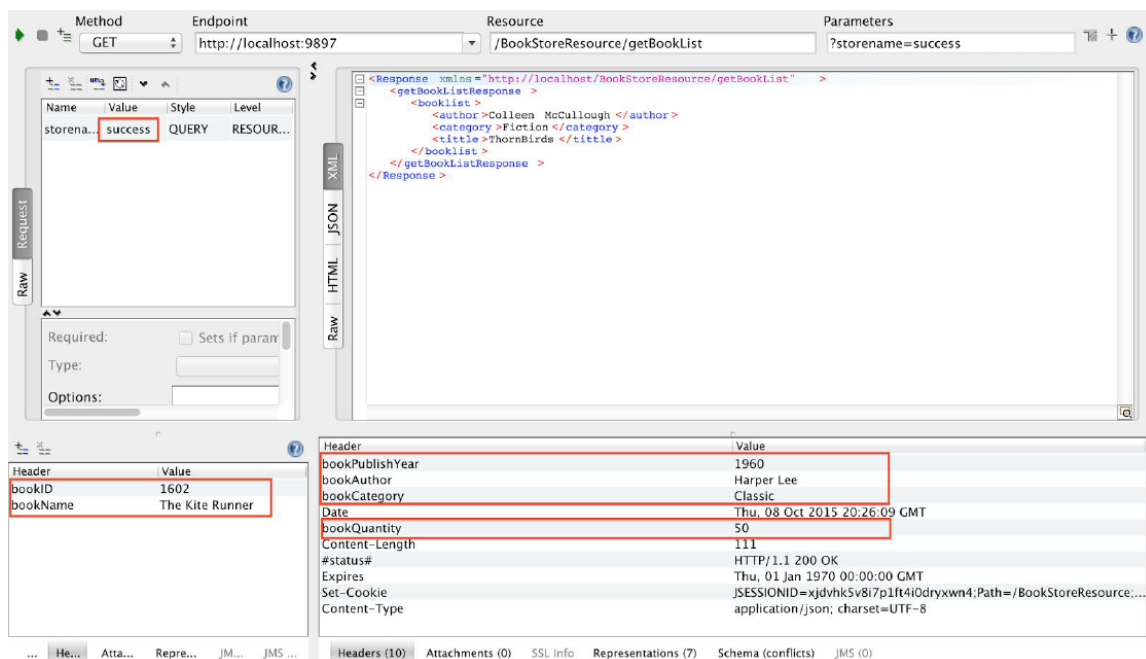 Method Endpoint Resource Parameters
GET http://localhost:9897 /BookStoreResource/getBookList ?storename=success
Name Value Style Level
storena... success QUERY RESOUR...
Required: Sets if param
Type:
Options:
Request
Raw
XML
JSON
HTML
Raw
<Response xmlns="http://localhost/BookStoreResource/getBookList" >
<getBookListResponse >
<booklist >
<author >Colleen McCullough </author >
<category >Fiction </category >
<tittle >ThornBirds </tittle >
</booklist >
</getBookListResponse >
</Response >
Header Value
bookID 1602
bookName The Kite Runner
Header Value
bookPublishYear 1960
bookAuthor Harper Lee
bookCategory Classic
Date Thu, 08 Oct 2015 20:26:09 GMT
bookQuantity 50
Content-Length 111
#status# HTTP/1.1 200 OK
Expires Thu, 01 Jan 1970 00:00:00 GMT
Set-Cookie JSESSIONID=xjdvhk5v8i7p1ft4i0dryxwn4;Path=/BookStoreResource;...
Content-Type application/json; charset=UTF-8
... He... Atta... Repre... JM... JMS ...
Headers (10) Attachments (0) SSL Info Representations (7) Schema (conflicts) JMS (0)